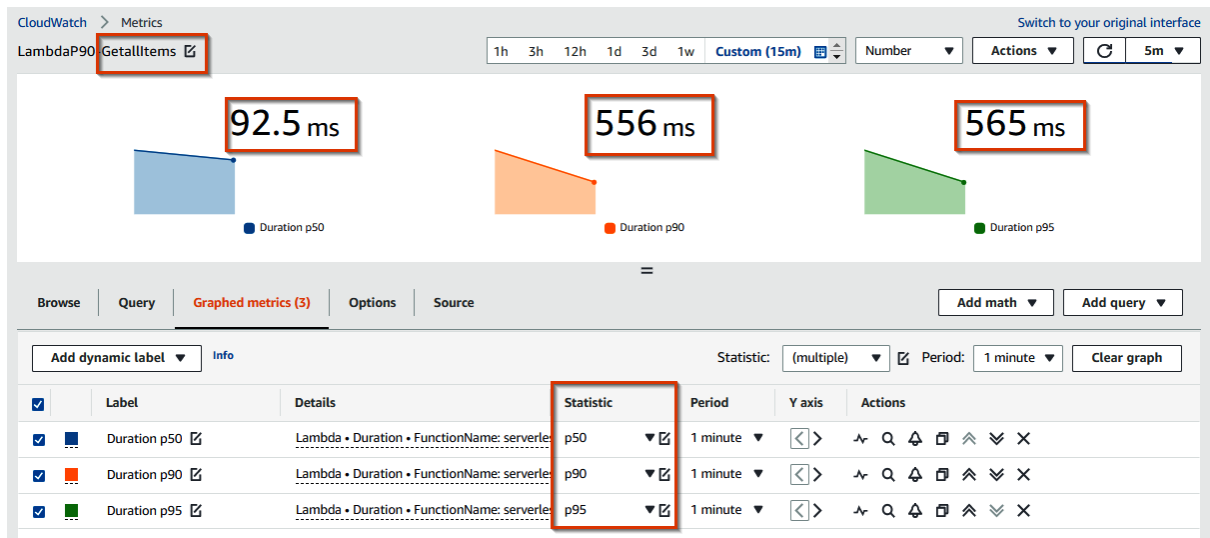 CloudWatch > Metrics Switch to your original interface
LambdaP90-GetallItems 1h 3h 12h 1d 3d 1w Custom (15m) Number Actions 5m
92.5 ms 556 ms 565 ms
Duration p50 Duration p90 Duration p95
Browse Query Graphed metrics (3) Options Source Add math Add query
Add dynamic label Info Statistic: (multiple) Period: 1 minute Clear graph
Label Details Statistic Period Y axis Actions
Duration p50 Lambda • Duration • FunctionName: serverles p50 1 minute < >
Duration p90 Lambda • Duration • FunctionName: serverles p90 1 minute < >
Duration p95 Lambda • Duration • FunctionName: serverles p95 1 minute < >